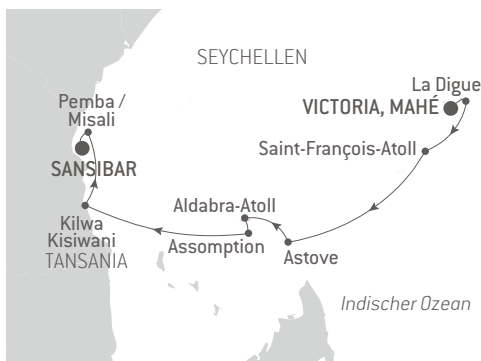 SEYCHELLEN
La Digue
VICTORIA, MAHÉ
Pemba /
Misali
Saint-François-Atoll
SANSIBAR
Aldabra-Atoll
Kilwa
Kisiwani
TANSANIA
Assomption
Astove
Indischer Ozean